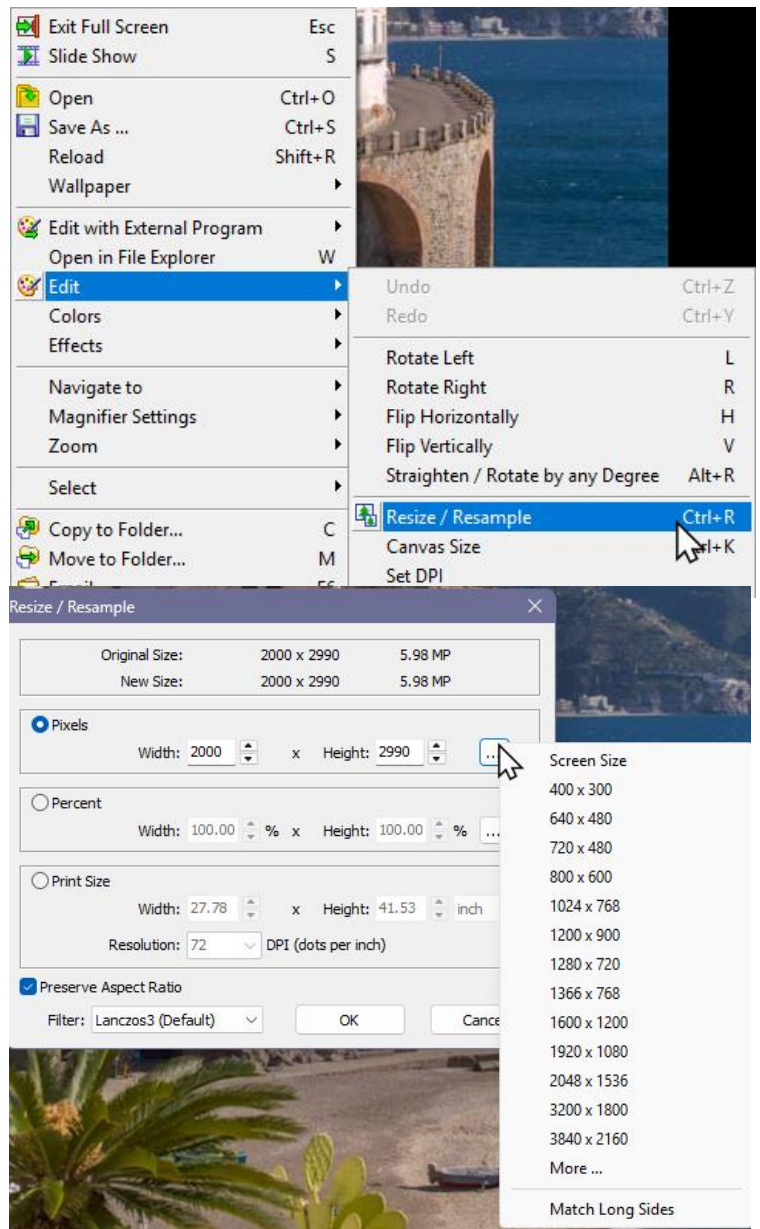 Exit Full Screen Esc
Slide Show S
Open Ctrl+O
Save As ... Ctrl+S
Reload Shift+R
Wallpaper
Edit with External Program
Open in File Explorer W
Edit
Colors
Effects
Navigate to
Magnifier Settings
Zoom
Select
Copy to Folder... C
Move to Folder... M
Undo Ctrl+Z
Redo Ctrl+Y
Rotate Left L
Rotate Right R
Flip Horizontally H
Flip Vertically V
Straighten / Rotate by any Degree Alt+R
Resize / Resample Ctrl+R
Canvas Size l+K
Set DPI
Resize / Resample
Original Size: 2000 x 2990 5.98 MP
New Size: 2000 x 2990 5.98 MP
Pixels
Width: 2000 x Height: 2990 ...
Percent
Width: 100.00 % x Height: 100.00 % ...
Print Size
Width: 27.78 x Height: 41.53 inch
Resolution: 72 DPI (dots per inch)
Preserve Aspect Ratio
Filter: Lanczos3 (Default) OK Cance
Screen Size
400 x 300
640 x 480
720 x 480
800 x 600
1024 x 768
1200 x 900
1280 x 720
1366 x 768
1600 x 1200
1920 x 1080
2048 x 1536
3200 x 1800
3840 x 2160
More ...
Match Long Sides